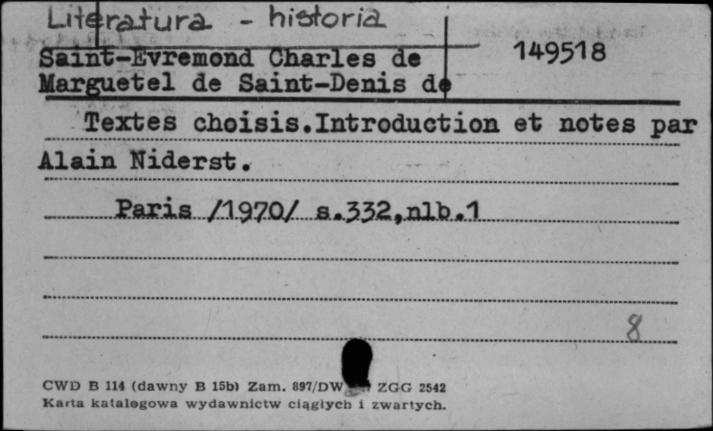 Literatura - historia
Saint-Evremond Charles de 149518
Marguetel de Saint-Denis de
Textes choisis.Introduction et notes par
Alain Niderst.
Paris /1970/ s.332,nlb.1
8
CWD B 114 (dawny B 15b) Zam. 897/DW ZGG 2542
Karta katalogowa wydawnictw ciągłych i zwartych.